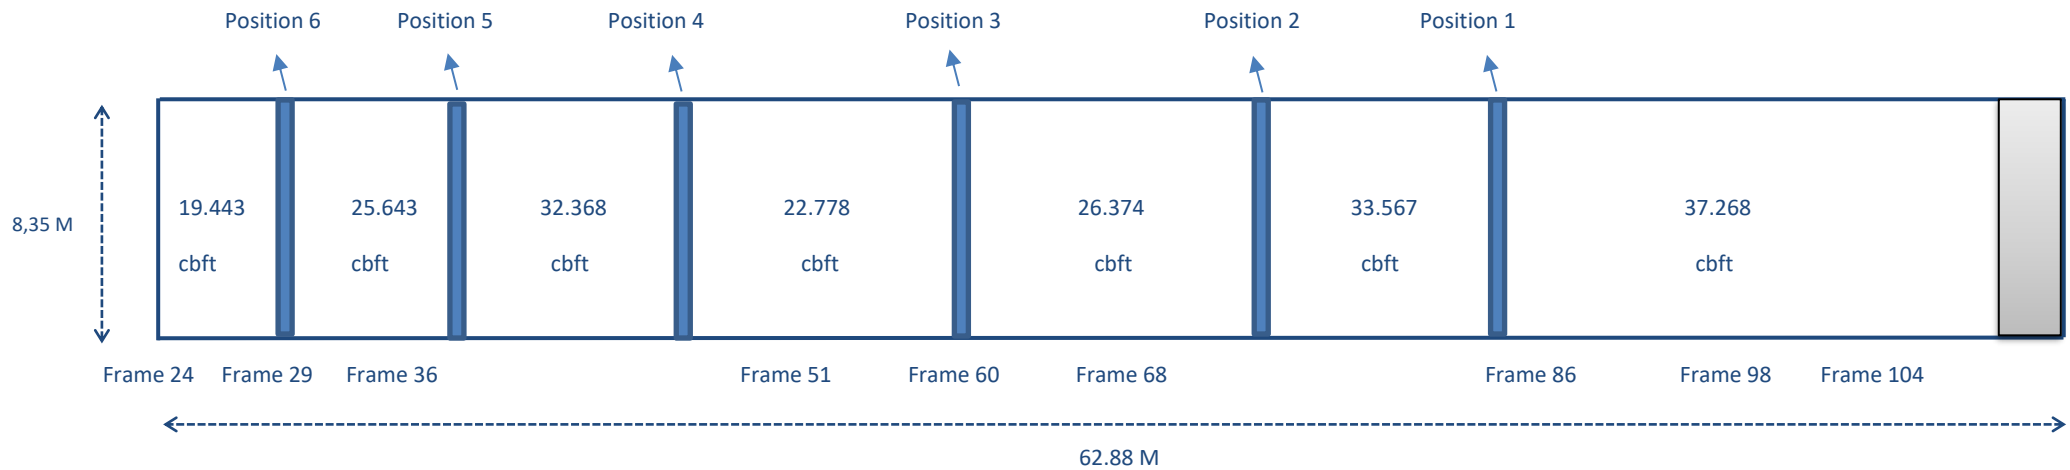 Position 6 Position 5 Position 4 Position 3 Position 2 Position 1
19.443 25.643 32.368 22.778 26.374 33.567 37.268
8,35 M
cbft cbft cbft cbft cbft cbft cbft
Frame 24 Frame 29 Frame 36 Frame 51 Frame 60 Frame 68 Frame 86 Frame 98 Frame 104
62.88 M